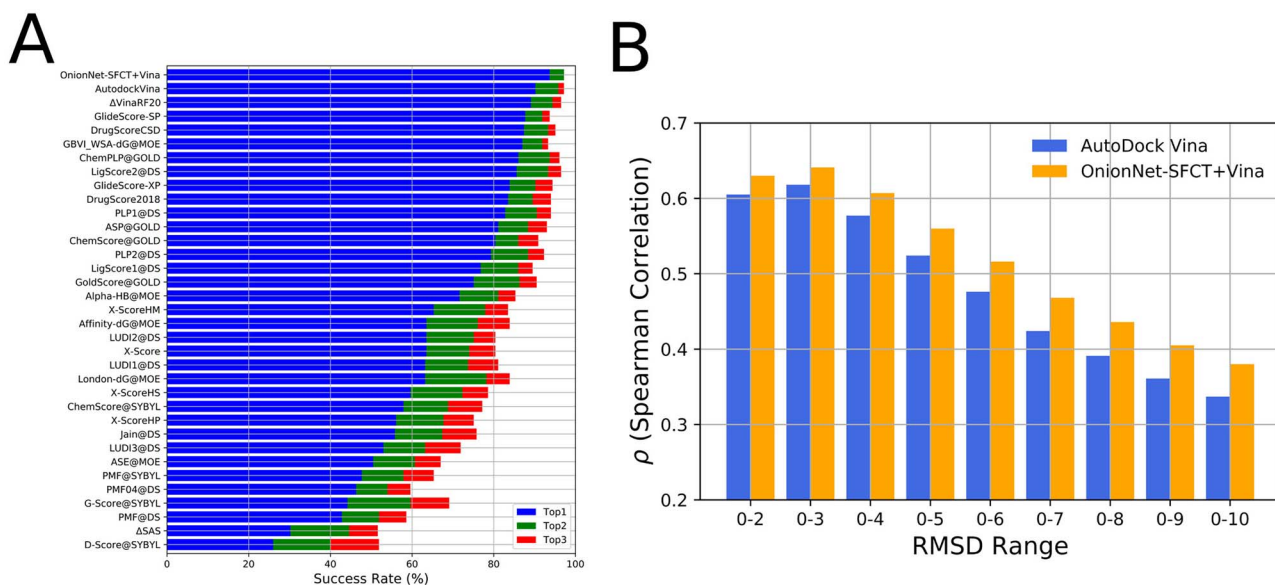 A
OnionNet-SFCT+Vina
AutodockVina
ΔVinaRF20
GlideScore-SP
DrugScoreCSD
GBVI_WSA-dG@MOE
ChemPLP@GOLD
LigScore2@DS
GlideScore-XP
DrugScore2018
PLP1@DS
ASP@GOLD
ChemScore@GOLD
PLP2@DS
LigScore1@DS
GoldScore@GOLD
Alpha-HB@MOE
X-ScoreHM
Affinity-dG@MOE
LUDI2@DS
X-Score
LUDI1@DS
London-dG@MOE
X-ScoreHS
ChemScore@SYBYL
X-ScoreHP
Jain@DS
LUDI3@DS
ASE@MOE
PMF@SYBYL
PMF04@DS
G-Score@SYBYL
PMF@DS
ΔSAS
D-Score@SYBYL
Top1
Top2
Top3
0 20 40 60 80 100
Success Rate (%)
B
AutoDock Vina
OnionNet-SFCT+Vina
ρ (Spearman Correlation)
0.7
0.6
0.5
0.4
0.3
0.2
0-2 0-3 0-4 0-5 0-6 0-7 0-8 0-9 0-10
RMSD Range